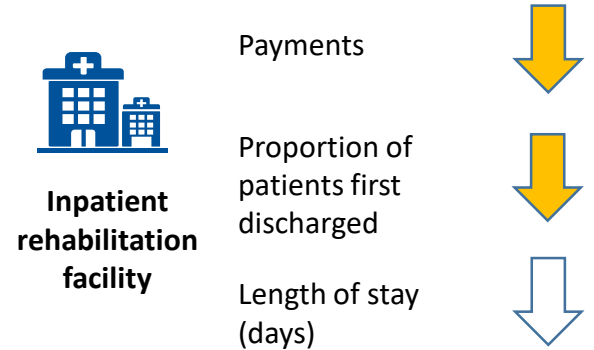 Payments
Proportion of
patients first
discharged
Inpatient
rehabilitation
facility
Length of stay
(days)